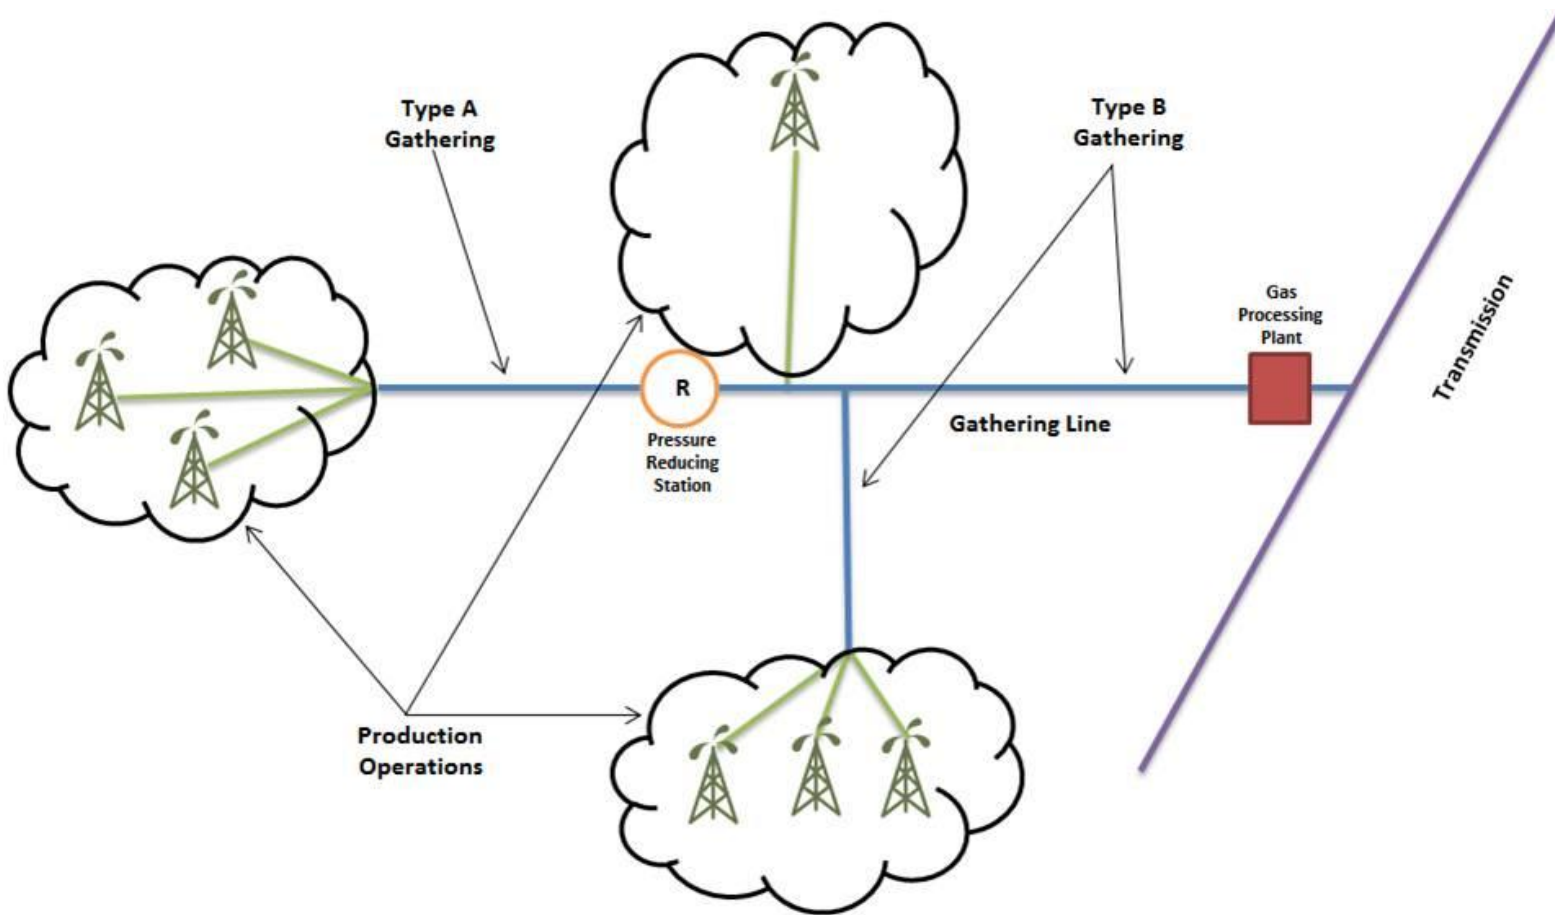 Type A
Gathering
Type B
Gathering
Gas
Processing
Plant
Transmission
R
Gathering Line
Pressure
Reducing
Station
Production
Operations